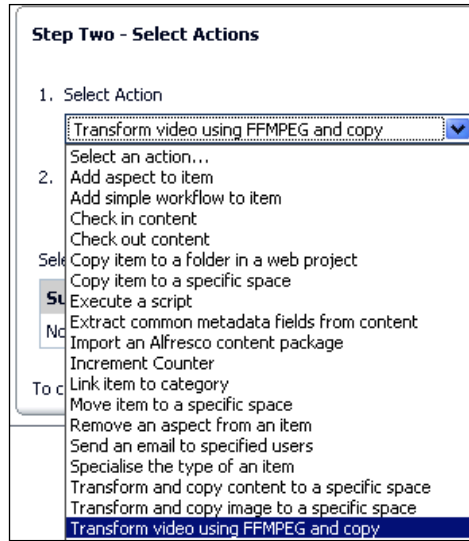 Step Two - Select Actions
1. Select Action
Transform video using FFMPEG and copy
Select an action...
2.
Add aspect to item
Add simple workflow to item
Check in content
Check out content
Copy item to a folder in a web project
Copy item to a specific space
Execute a script
Extract common metadata fields from content
Import an Alfresco content package
Increment Counter
Link item to category
To c
Move item to a specific space
Remove an aspect from an item
Send an email to specified users
Specialise the type of an item
Transform and copy content to a specific space
Transform and copy image to a specific space
Transform video using FFMPEG and copy